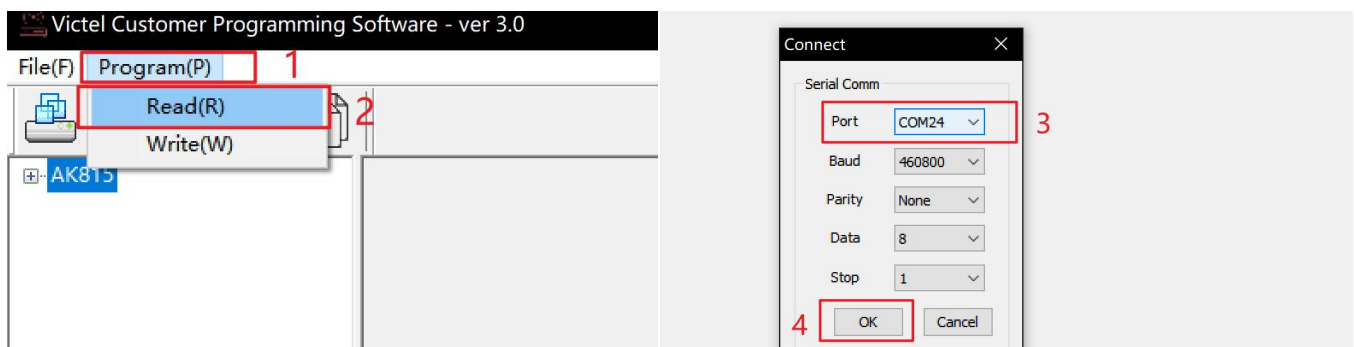 Victel Customer Programming Software - ver 3.0
File(F) Program(P) 1
Read(R) 2
Write(W)
AK815
Connect
Serial Comm
Port COM24 3
Baud 460800
Parity None
Data 8
Stop 1
4 OK Cancel